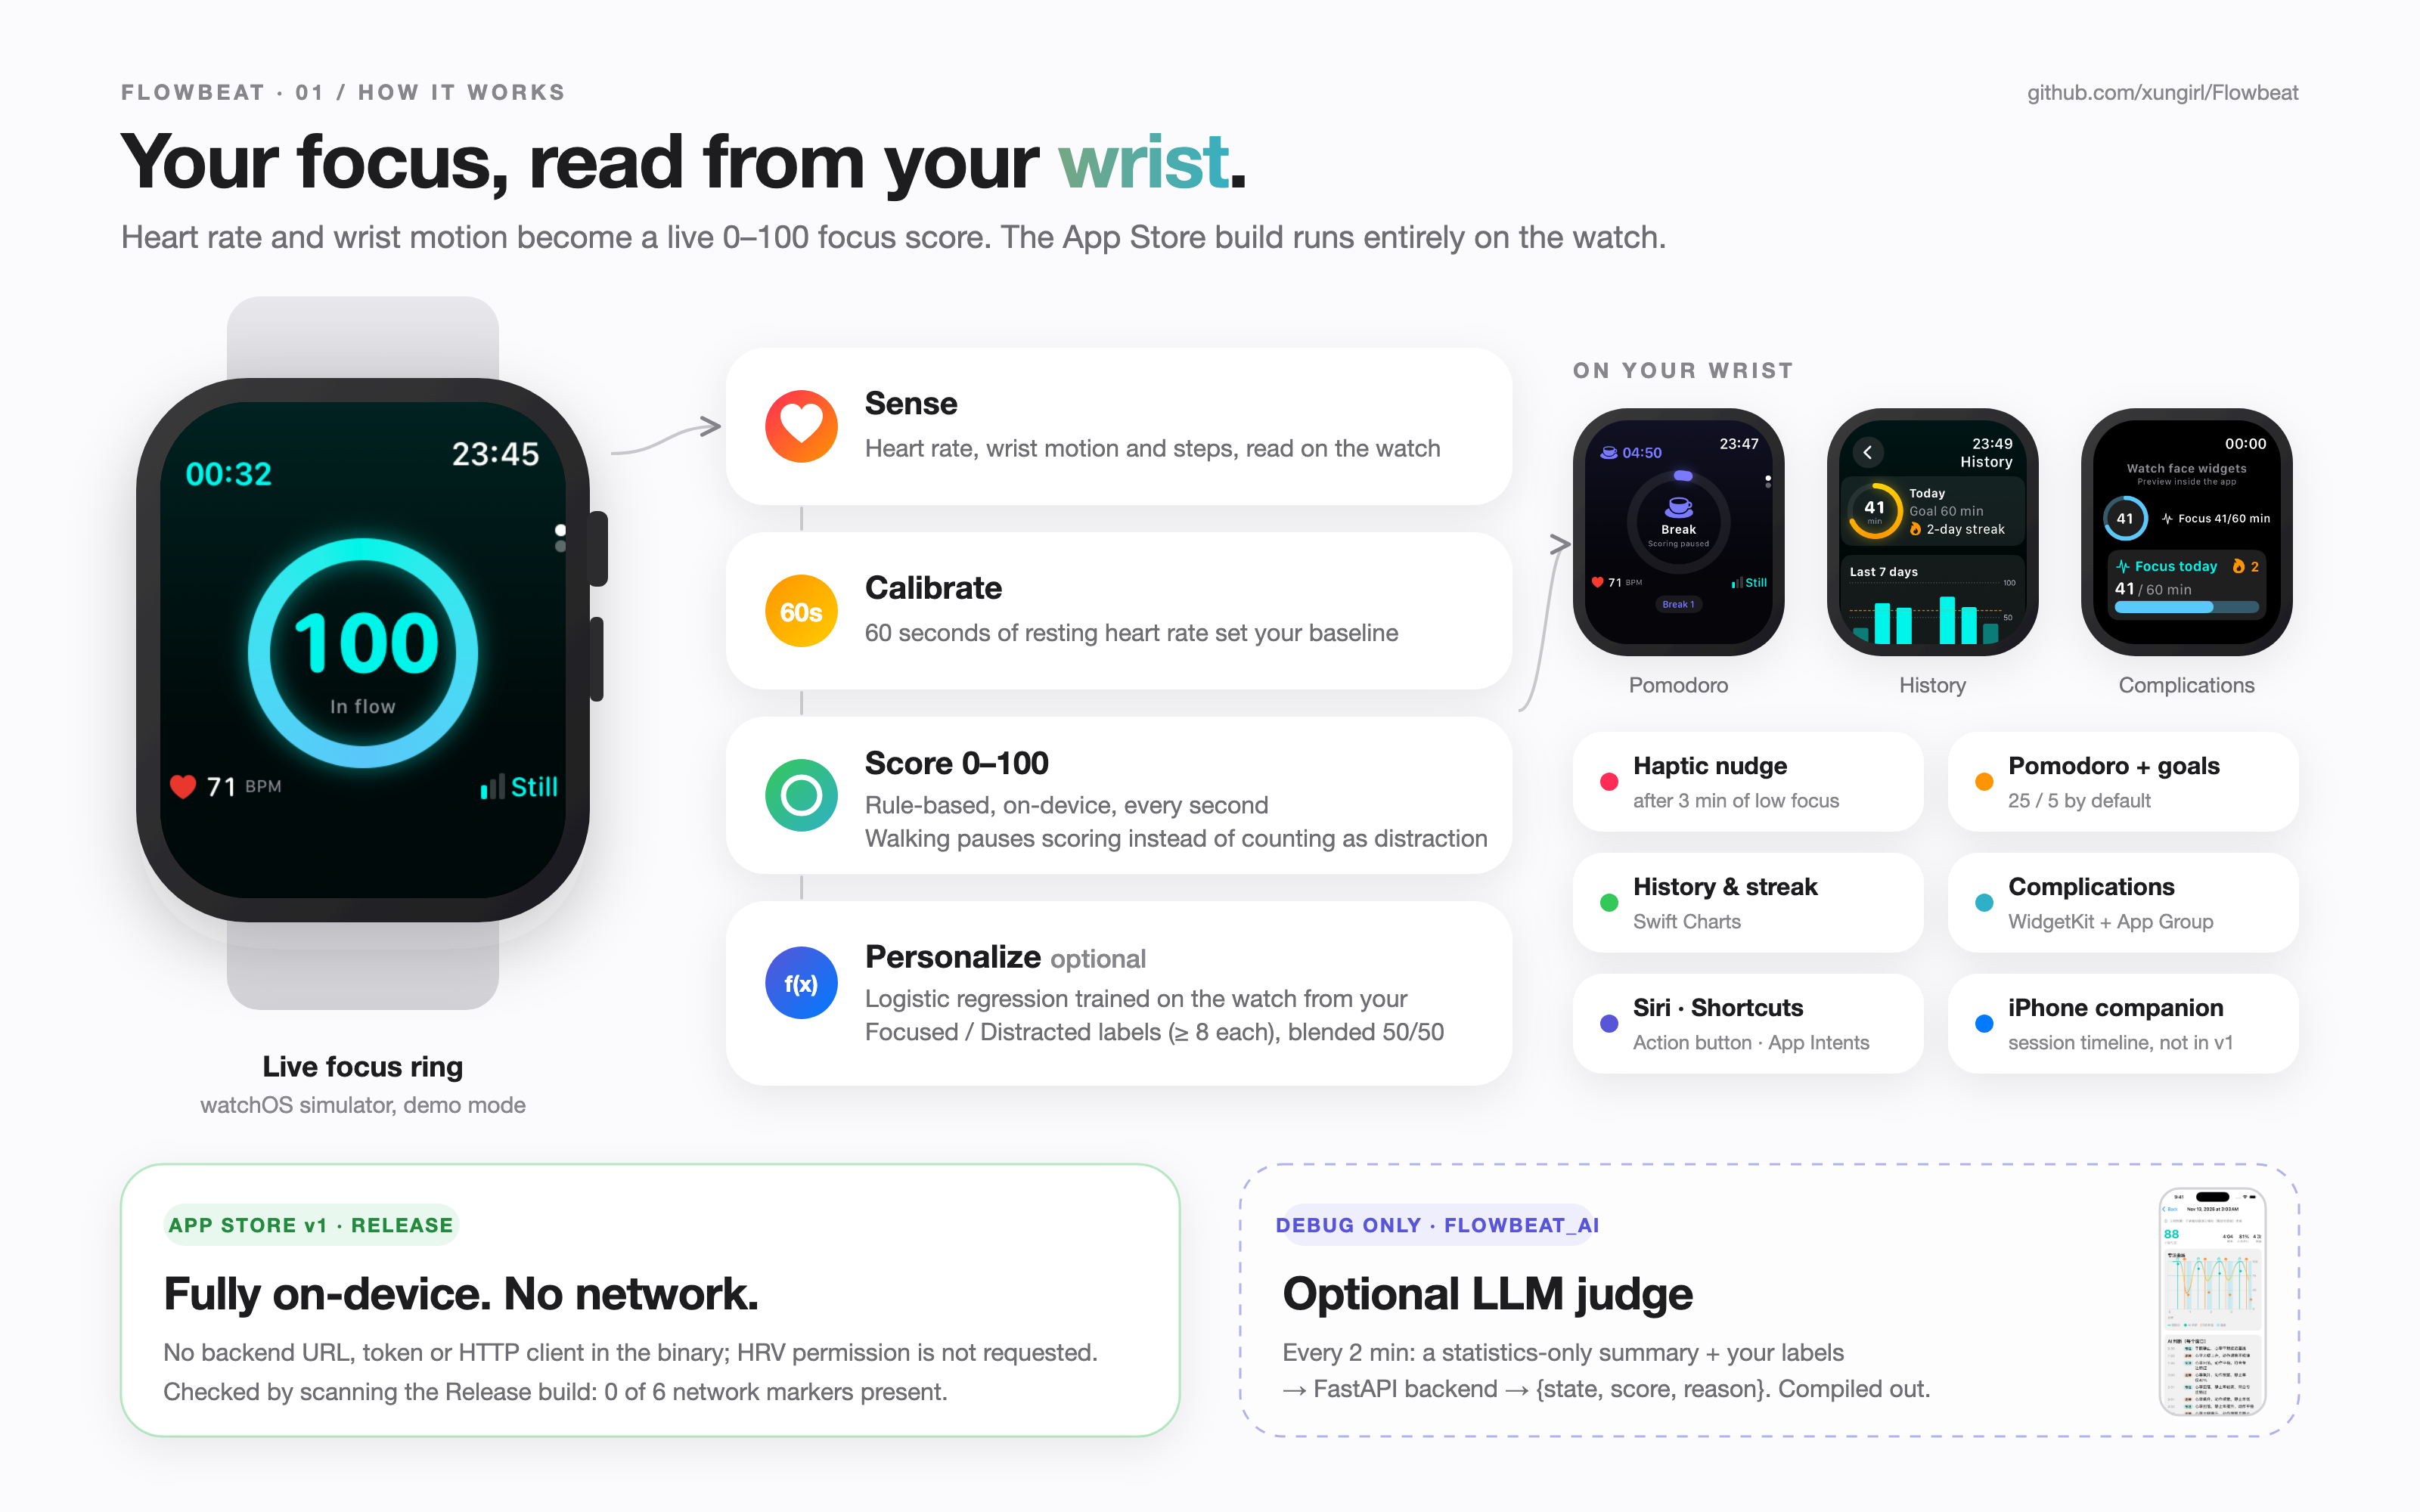 FLOWBEAT · 01 / HOW IT WORKS
github.com/xungirl/Flowbeat
Your focus, read from your wrist.
Heart rate and wrist motion become a live 0–100 focus score. The App Store build runs entirely on the watch.
00:32
23:45
100
In flow
71 BPM
Still
Live focus ring
watchOS simulator, demo mode
Sense
Heart rate, wrist motion and steps, read on the watch
60s
Calibrate
60 seconds of resting heart rate set your baseline
Score 0–100
Rule-based, on-device, every second
Walking pauses scoring instead of counting as distraction
f(x)
Personalize optional
Logistic regression trained on the watch from your
Focused / Distracted labels (≥ 8 each), blended 50/50
ON YOUR WRIST
04:50
23:47
Break
Scoring paused
71 BPM
Still
Break 1
Pomodoro
23:49
History
41
min
Today
Goal 60 min
2-day streak
Last 7 days
100
50
History
00:00
Watch face widgets
Preview inside the app
41
Focus 41/60 min
Focus today
2
41 / 60 min
Complications
Haptic nudge
after 3 min of low focus
Pomodoro + goals
25 / 5 by default
History & streak
Swift Charts
Complications
WidgetKit + App Group
Siri · Shortcuts
Action button · App Intents
iPhone companion
session timeline, not in v1
APP STORE v1 · RELEASE
Fully on-device. No network.
No backend URL, token or HTTP client in the binary; HRV permission is not requested.
Checked by scanning the Release build: 0 of 6 network markers present.
DEBUG ONLY · FLOWBEAT_AI
Optional LLM judge
Every 2 min: a statistics-only summary + your labels
→ FastAPI backend → {state, score, reason}. Compiled out.
9:41
Back
Nov 13, 2026 at 3:03 AM
88